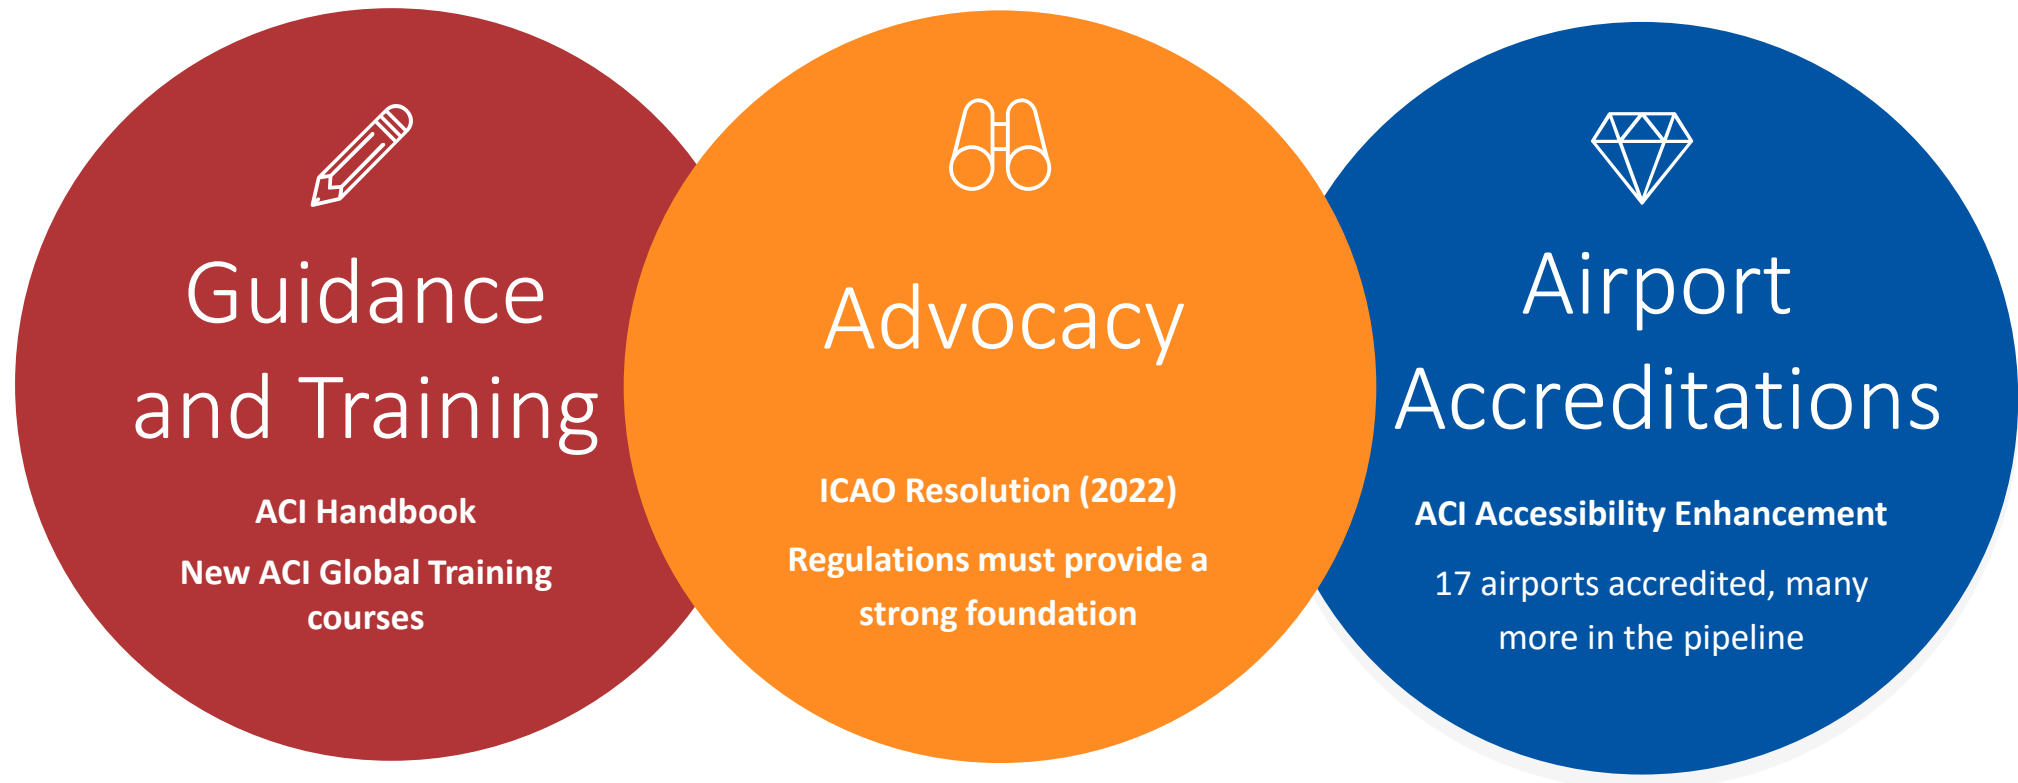 Guidance
and Training
ACI Handbook
New ACI Global Training
courses
Advocacy
ICAO Resolution (2022)
Regulations must provide a
strong foundation
Airport
Accreditations
ACI Accessibility Enhancement
17 airports accredited, many
more in the pipeline